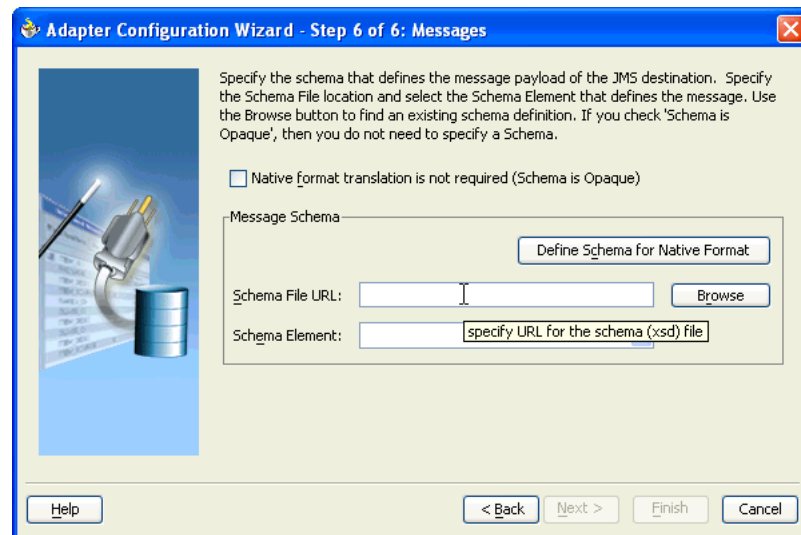 Adapter Configuration Wizard - Step 6 of 6: Messages
Specify the schema that defines the message payload of the JMS destination.  Specify
the Schema File location and select the Schema Element that defines the message. Use
the Browse button to find an existing schema definition. If you check 'Schema is
Opaque', then you do not need to specify a Schema.
Native format translation is not required (Schema is Opaque)
Message Schema
Define Schema for Native Format
Schema File URL:
Browse
Schema Element:
specify URL for the schema (xsd) file
Help
< Back
Next >
Finish
Cancel